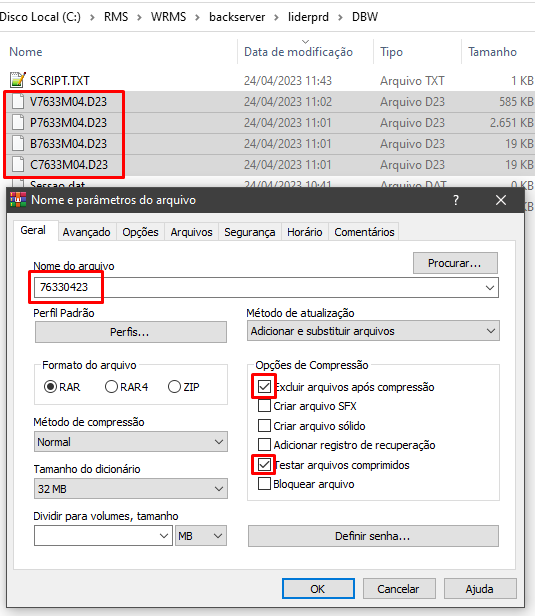 Disco Local (C:) > RMS > WRMS > backserver > liderprd > DBW
Nome Data de modificação Tipo Tamanho
SCRIPT.TXT 24/04/2023 11:43 Arquivo TXT 1 KB
V7633M04.D23 24/04/2023 11:02 Arquivo D23 585 KB
P7633M04.D23 24/04/2023 11:01 Arquivo D23 2.651 KB
B7633M04.D23 24/04/2023 11:01 Arquivo D23 19 KB
C7633M04.D23 24/04/2023 11:01 Arquivo D23 19 KB
Sessao.dat 24/04/2023 10:41 Arquivo DAT 0 KB
Nome e parâmetros do arquivo ? ×
Geral Avançado Opções Arquivos Segurança Horário Comentários
Nome do arquivo
Procurar...
76330423
Perfil Padrão
Perfis...
Método de atualização
Adicionar e substituir arquivos
Formato do arquivo
RAR RAR4 ZIP
Método de compressão
Normal
Tamanho do dicionário
32 MB
Dividir para volumes, tamanho
MB
Opções de Compressão
Excluir arquivos após compressão
Criar arquivo SFX
Criar arquivo sólido
Adicionar registro de recuperação
Testar arquivos comprimidos
Bloquear arquivo
Definir senha...
OK Cancelar Ajuda